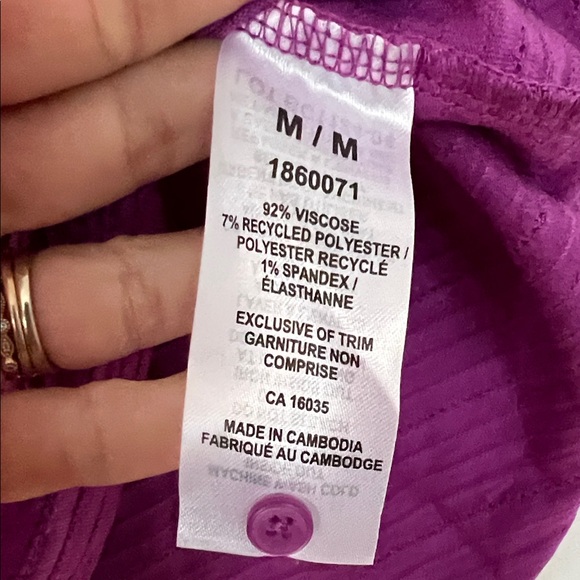 M / M
1860071
92% VISCOSE
7% RECYCLED POLYESTER /
POLYESTER RECYCLÉ
1% SPANDEX /
ÉLASTHANNE
EXCLUSIVE OF TRIM
GARNITURE NON
COMPRISE
CA 16035
MADE IN CAMBODIA
FABRIQUÉ AU CAMBODGE